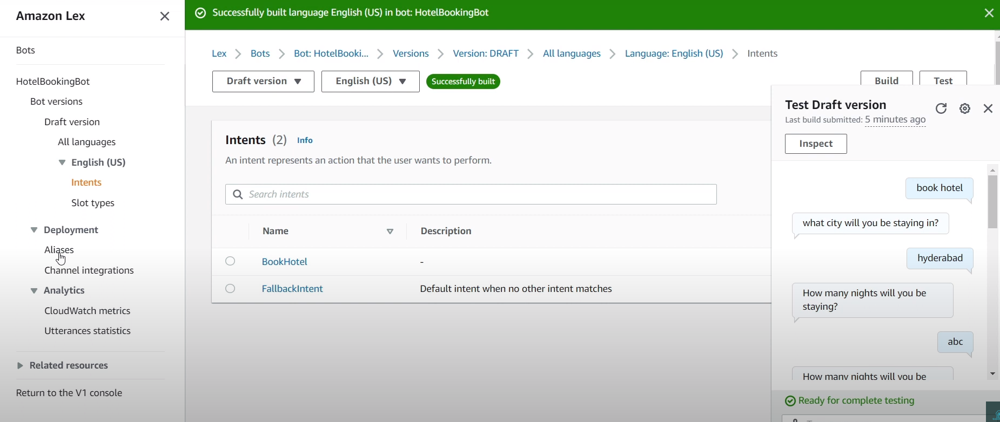 Amazon Lex
Bots
HotelBookingBot
Bot versions
Draft version
All languages
English (US)
Intents
Slot types
Deployment
Aliases
Channel integrations
Analytics
CloudWatch metrics
Utterances statistics
Related resources
Return to the V1 console
Successfully built language English (US) in bot: HotelBookingBot
Lex Bots Bot: HotelBooki... Versions Version: DRAFT All languages Language: English (US) Intents
Draft version English (US) Successfully built Build Test
Intents (2) Info
An intent represents an action that the user wants to perform.
Search intents
Name Description
BookHotel -
FallbackIntent Default intent when no other intent matches
Test Draft version
Last build submitted: 5 minutes ago
Inspect
book hotel
what city will you be staying in?
hyderabad
How many nights will you be
staying?
abc
How many nights will you be
Ready for complete testing